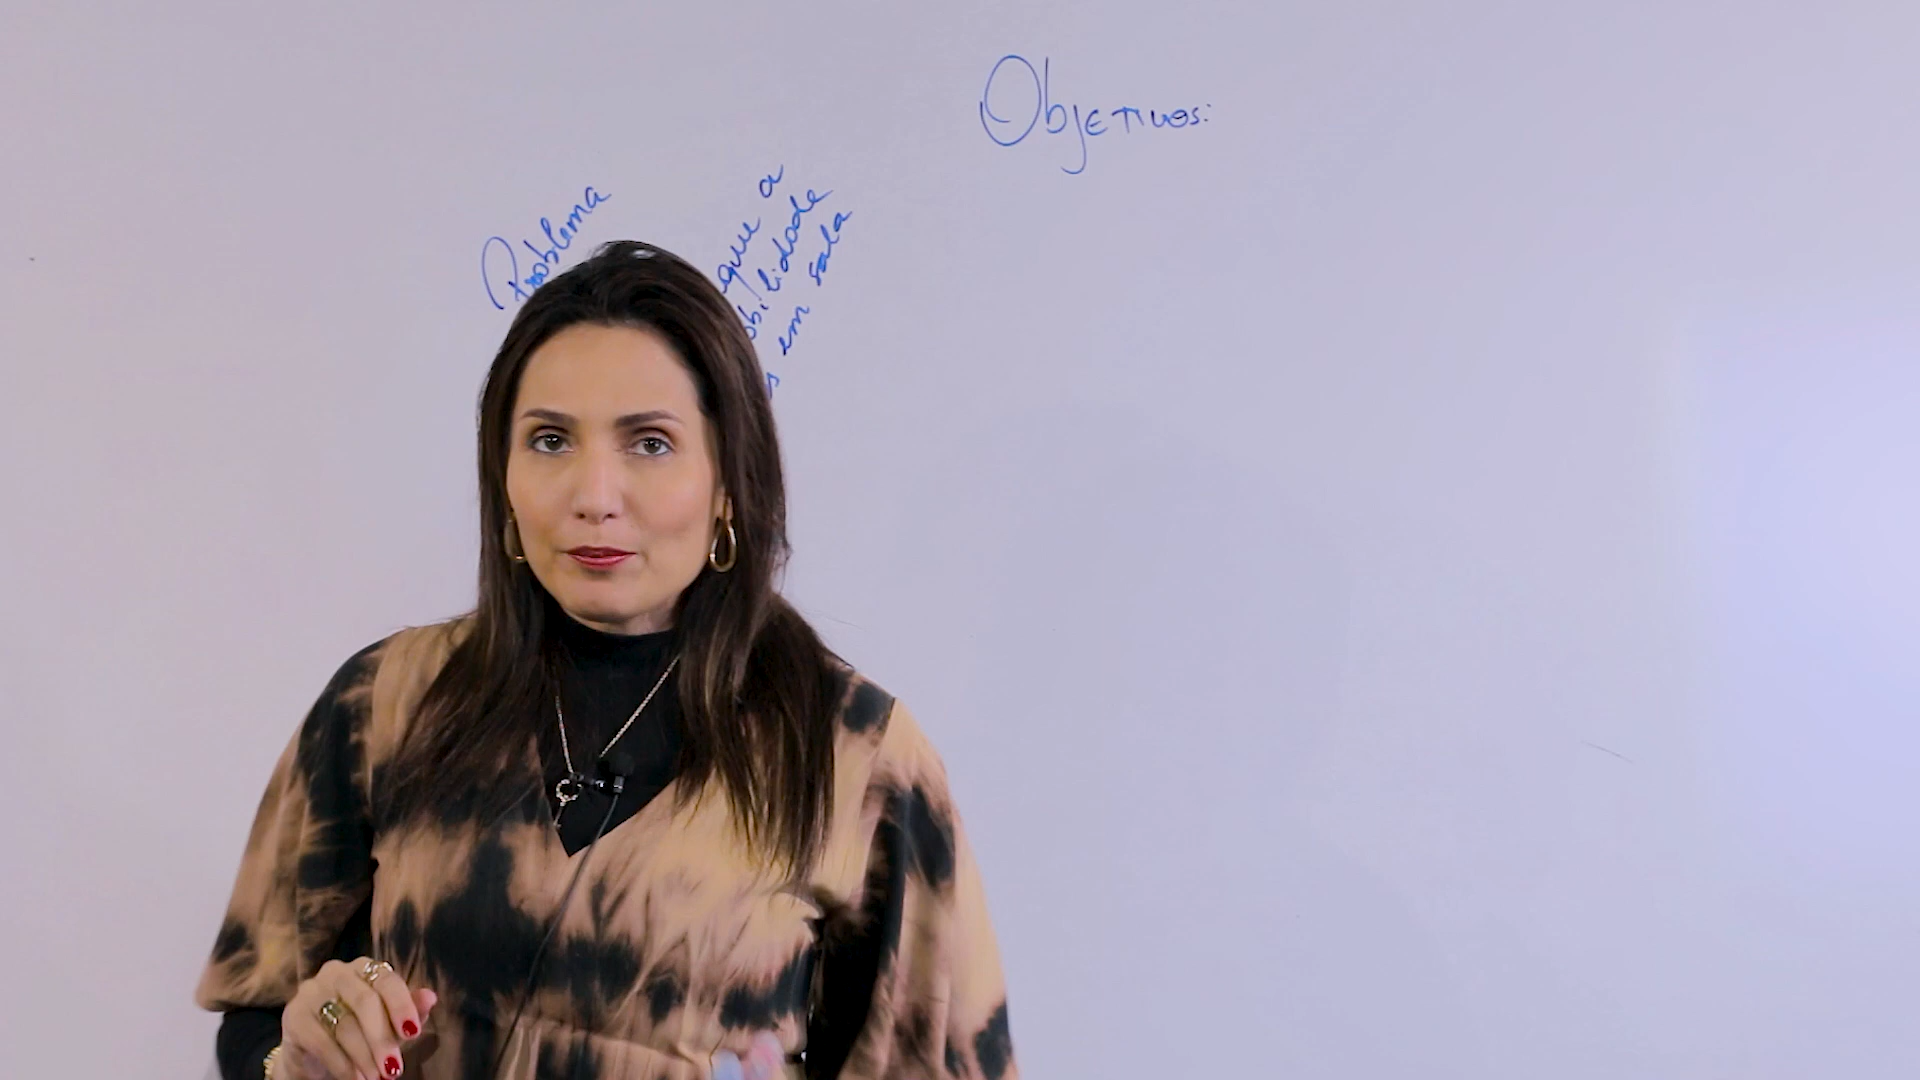 Objetivos:
Problema
que a
bilidade
em sala